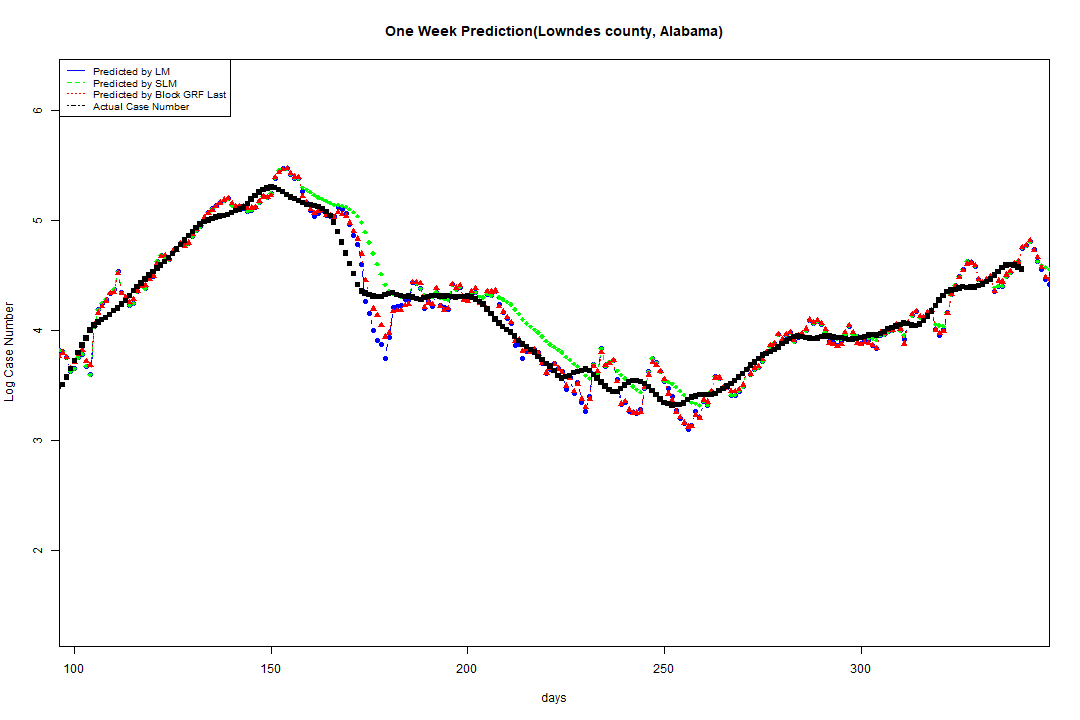 One Week Prediction(Lowndes county, Alabama)
Predicted by LM
Predicted by SLM
Predicted by Block GRF Last
Actual Case Number
Log Case Number
6
5
4
3
2
100 150 200 250 300
days